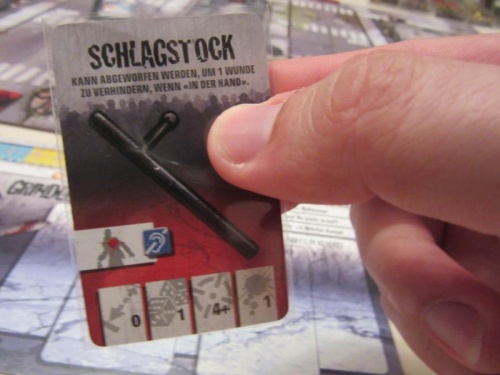 SCHLAGSTOCK
KANN ABGEWORFEN WERDEN, UM 1 WUNDE
ZU VERHINDERN, WENN «IN DER HAND».
0 1 4+ 1